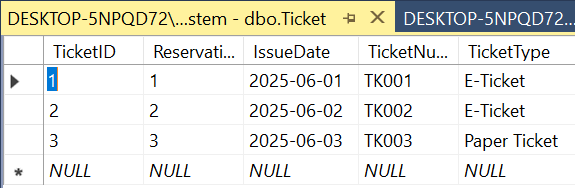 DESKTOP-5NPQD72\...stem - dbo.Ticket DESKTOP-5NPQD72...
TicketID Reservati... IssueDate TicketNu... TicketType
1 1 2025-06-01 TK001 E-Ticket
2 2 2025-06-02 TK002 E-Ticket
3 3 2025-06-03 TK003 Paper Ticket
NULL NULL NULL NULL NULL